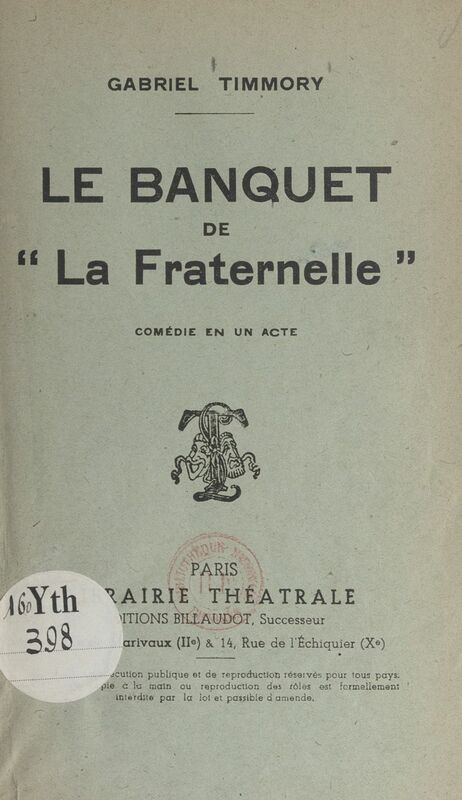 GABRIEL TIMMORY
LE BANQUET
DE
“ La Fraternelle ”
COMÉDIE EN UN ACTE
PARIS
RAIRIE THÉATRALE
ITIONS BILLAUDOT, Successeur
arivaux (IIe) & 14, Rue de l'Échiquier (Xe)
cution publique et de reproduction réservés pour tous pays.
pie a la main ou reproduction des rôles est formellement
interdite par la loi et passible d'amende.
16o Yth
398